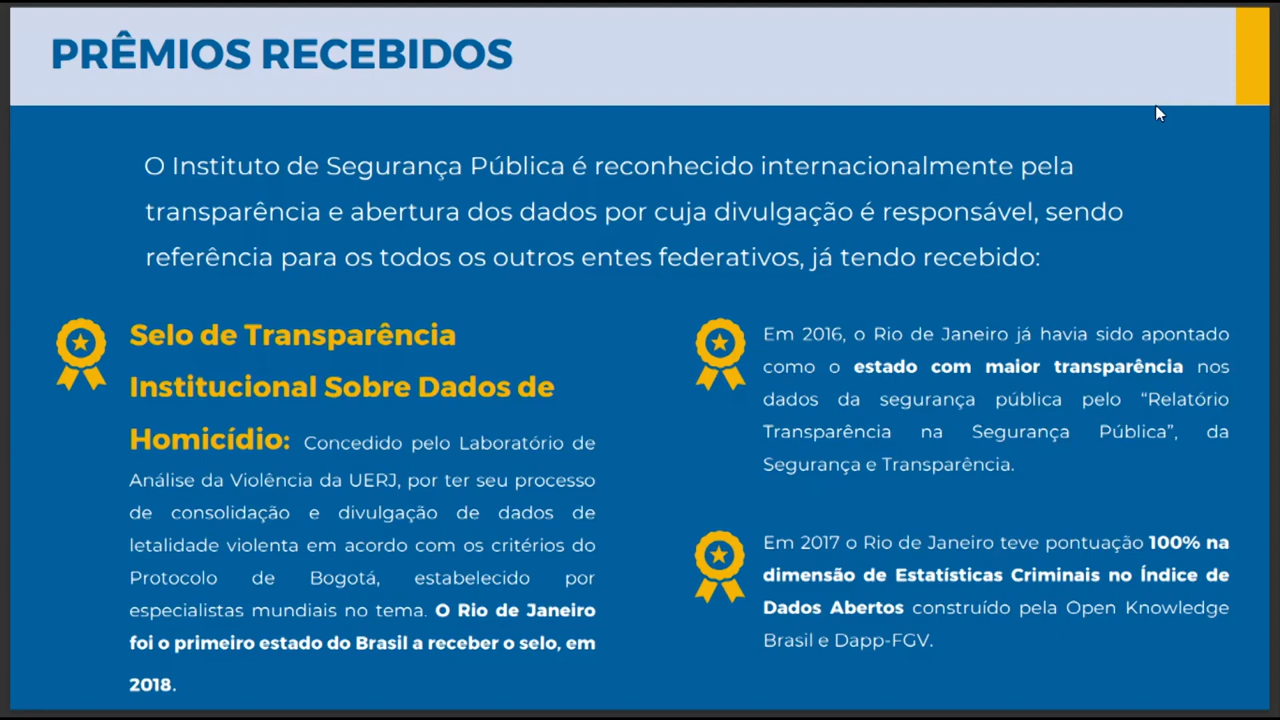 PRÊMIOS RECEBIDOS
O Instituto de Segurança Pública é reconhecido internacionalmente pela
transparência e abertura dos dados por cuja divulgação é responsável, sendo
referência para os todos os outros entes federativos, já tendo recebido:
Selo de Transparência
Institucional Sobre Dados de
Homicídio: Concedido pelo Laboratório de
Análise da Violência da UERJ, por ter seu processo
de consolidação e divulgação de dados de
letalidade violenta em acordo com os critérios do
Protocolo de Bogotá, estabelecido por
especialistas mundiais no tema. O Rio de Janeiro
foi o primeiro estado do Brasil a receber o selo, em
2018.
Em 2016, o Rio de Janeiro já havia sido apontado
como o estado com maior transparência nos
dados da segurança pública pelo “Relatório
Transparência na Segurança Pública”, da
Segurança e Transparência.
Em 2017 o Rio de Janeiro teve pontuação 100% na
dimensão de Estatísticas Criminais no Índice de
Dados Abertos construído pela Open Knowledge
Brasil e Dapp-FGV.